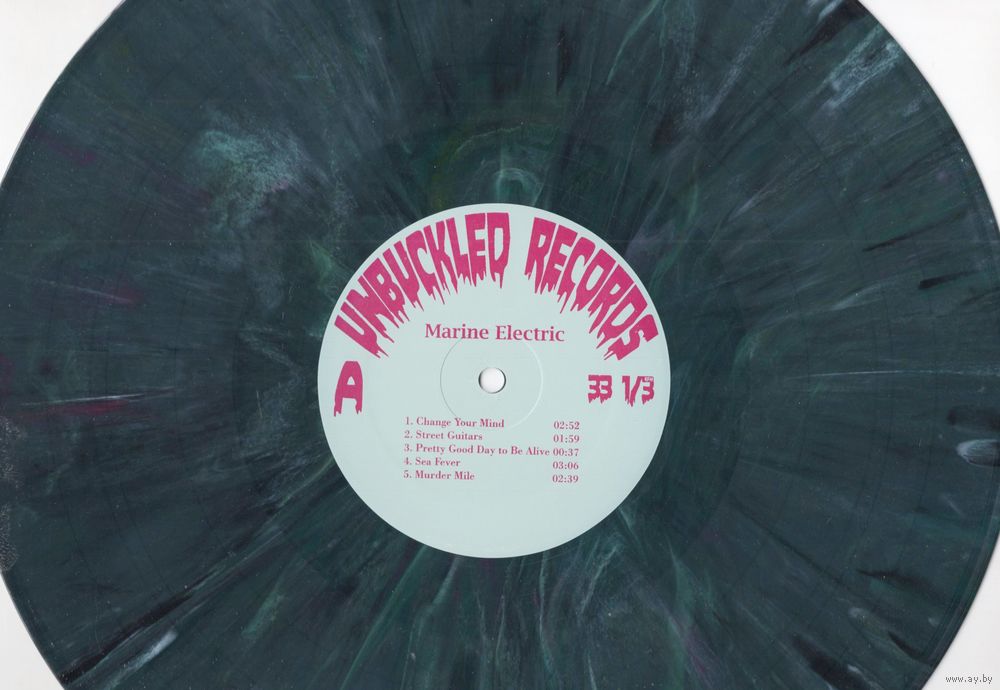 UNBUCKLED RECORDS
Marine Electric
A
33 1/3
1. Change Your Mind 02:52
2. Street Guitars 01:59
3. Pretty Good Day to Be Alive 00:37
4. Sea Fever 03:06
5. Murder Mile 02:39
www.ay.by